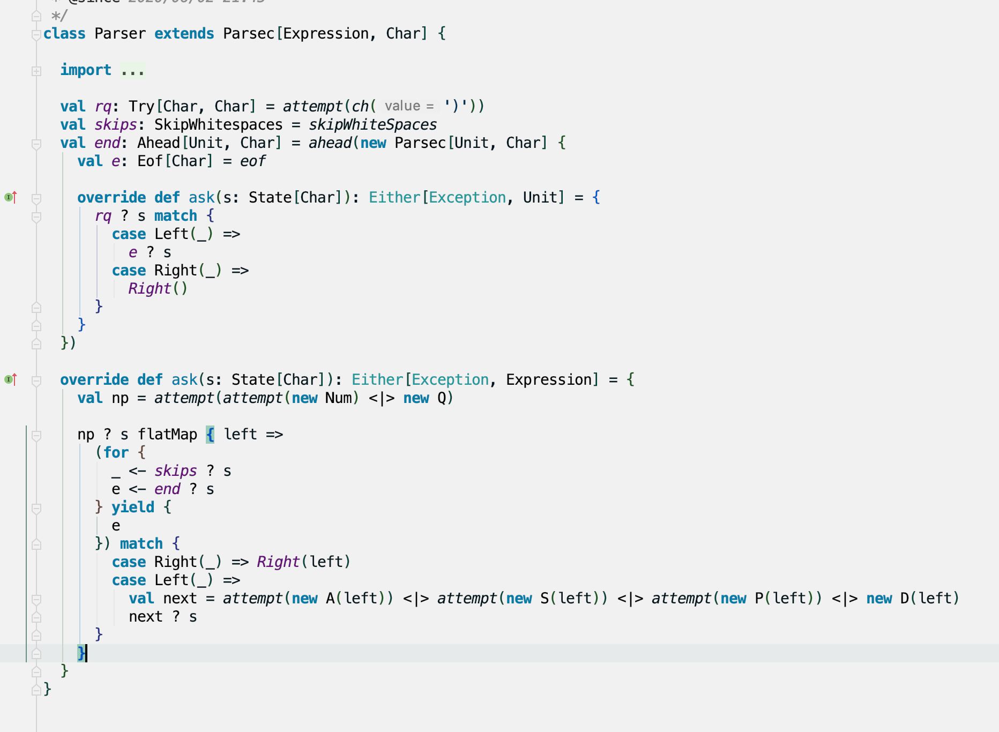 */
class Parser extends Parsec[Expression, Char] {
import ...
val rq: Try[Char, Char] = attempt(ch( value = ')'))
val skips: SkipWhitespaces = skipWhiteSpaces
val end: Ahead[Unit, Char] = ahead(new Parsec[Unit, Char] {
val e: Eof[Char] = eof
override def ask(s: State[Char]): Either[Exception, Unit] = {
rq ? s match {
case Left(_) =>
e ? s
case Right(_) =>
Right()
}
}
})
override def ask(s: State[Char]): Either[Exception, Expression] = {
val np = attempt(attempt(new Num) <|> new Q)
np ? s flatMap { left =>
(for {
_ <- skips ? s
e <- end ? s
} yield {
e
}) match {
case Right(_) => Right(left)
case Left(_) =>
val next = attempt(new A(left)) <|> attempt(new S(left)) <|> attempt(new P(left)) <|> new D(left)
next ? s
}
}
}
}